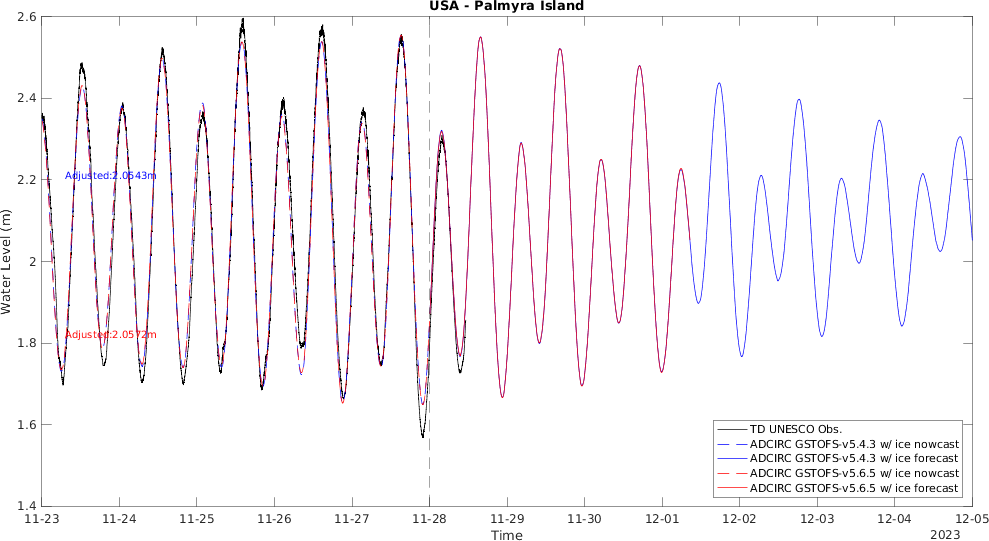 USA - Palmyra Island
2.6
2.4
2.2
2
1.8
1.6
1.4
Water Level (m)
Adjusted:2.0543m
Adjusted:2.0572m
TD UNESCO Obs.
ADCIRC GSTOFS-v5.4.3 w/ ice nowcast
ADCIRC GSTOFS-v5.4.3 w/ ice forecast
ADCIRC GSTOFS-v5.6.5 w/ ice nowcast
ADCIRC GSTOFS-v5.6.5 w/ ice forecast
11-23 11-24 11-25 11-26 11-27 11-28 11-29 11-30 12-01 12-02 12-03 12-04 12-05
Time
2023